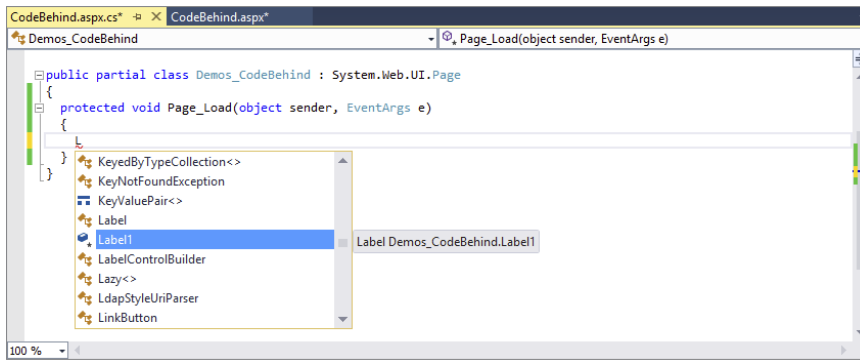 CodeBehind.aspx.cs* CodeBehind.aspx*
Demos_CodeBehind Page_Load(object sender, EventArgs e)
public partial class Demos_CodeBehind : System.Web.UI.Page
{
protected void Page_Load(object sender, EventArgs e)
{
L
}
}
KeyedByTypeCollection<>
KeyNotFoundException
KeyValuePair<>
Label
Label1 Label Demos_CodeBehind.Label1
LabelControlBuilder
Lazy<>
LdapStyleUriParser
LinkButton
100 %